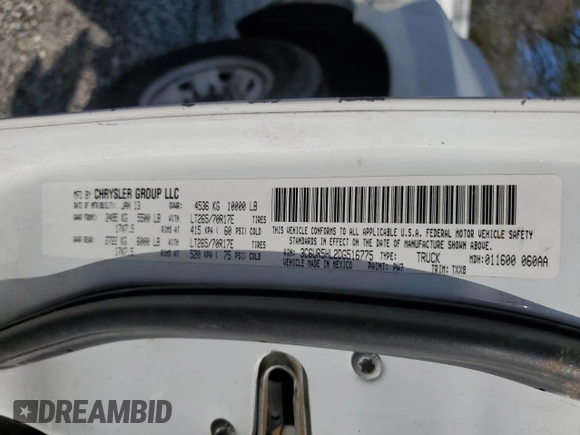 MFD BY CHRYSLER GROUP LLC
DATE OF MFG/BUILT: JAN 13 GVWR: 4536 KG 10000 LB
GAWR FRONT: 2495 KG 5500 LB WITH LT265/70R17E TIRES
17X7.5 RIMS AT 415 KPA ( 60 PSI) COLD
GAWR REAR: 2722 KG 6000 LB WITH LT265/70R17E TIRES
17X7.5 RIMS AT 520 KPA ( 75 PSI) COLD
THIS VEHICLE CONFORMS TO ALL APPLICABLE U.S.A. FEDERAL MOTOR VEHICLE SAFETY
STANDARDS IN EFFECT ON THE DATE OF MANUFACTURE SHOWN ABOVE
VIN: 3C6UR5HL2DG516775 TYPE: TRUCK
VEHICLE MADE IN MEXICO PAINT: PW7 TRIM: TXX8 MDH: 011600 060AA
DREAMBID